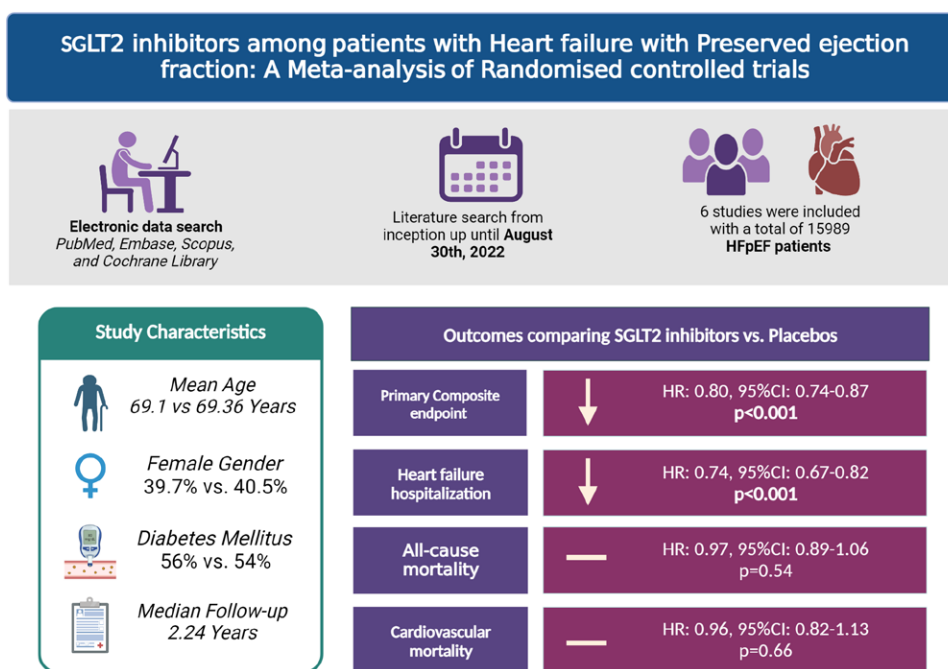 SGLT2 inhibitors among patients with Heart failure with Preserved ejection
fraction: A Meta-analysis of Randomised controlled trials
Electronic data search
PubMed, Embase, Scopus,
and Cochrane Library
Literature search from
inception up until August
30th, 2022
6 studies were included
with a total of 15989
HFpEF patients
Study Characteristics
Mean Age
69.1 vs 69.36 Years
Female Gender
39.7% vs. 40.5%
Diabetes Mellitus
56% vs. 54%
Median Follow-up
2.24 Years
Outcomes comparing SGLT2 inhibitors vs. Placebos
Primary Composite
endpoint
HR: 0.80, 95%CI: 0.74-0.87
p<0.001
Heart failure
hospitalization
HR: 0.74, 95%CI: 0.67-0.82
p<0.001
All-cause
mortality
HR: 0.97, 95%CI: 0.89-1.06
p=0.54
Cardiovascular
mortality
HR: 0.96, 95%CI: 0.82-1.13
p=0.66